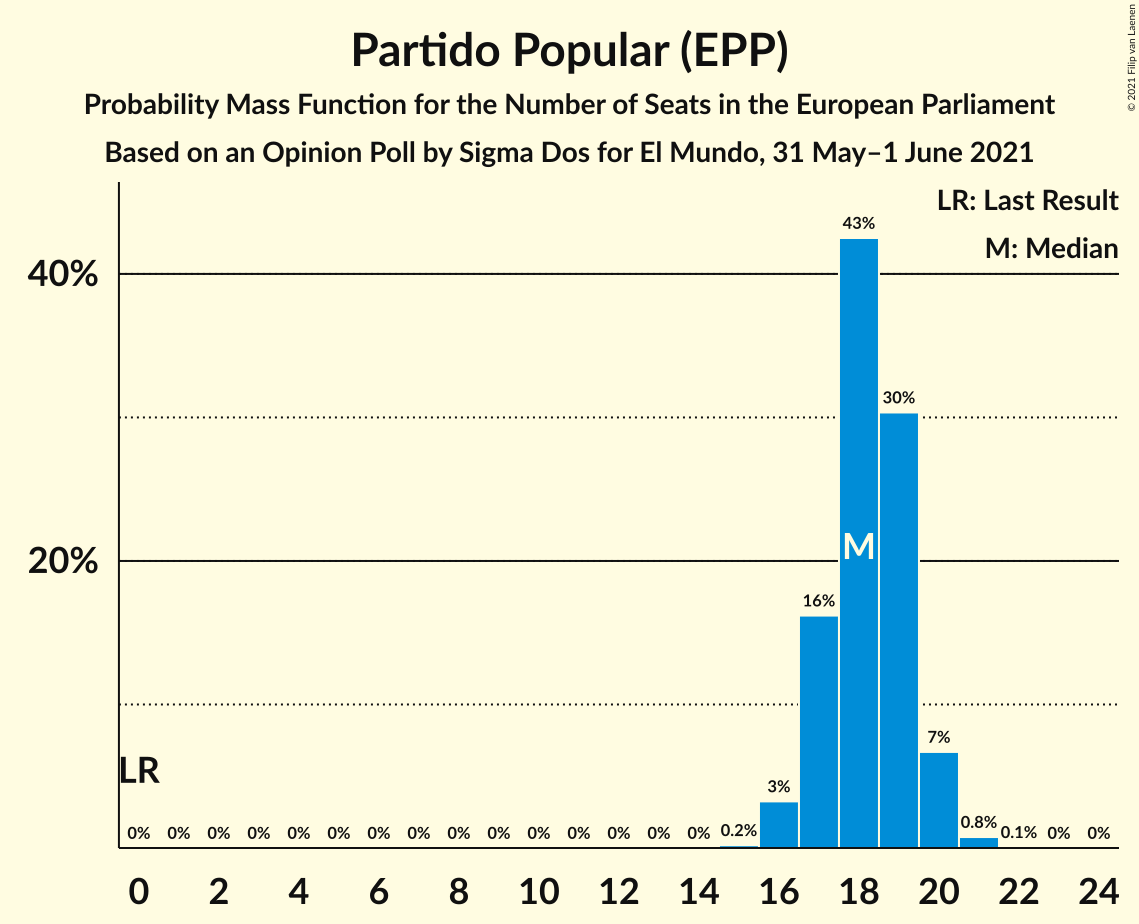 Partido Popular (EPP)
Probability Mass Function for the Number of Seats in the European Parliament
Based on an Opinion Poll by Sigma Dos for El Mundo, 31 May–1 June 2021
© 2021 Filip van Laenen
LR: Last Result
M: Median
43%
40%
30%
M
20%
16%
7%
LR
3%
0% 0% 0% 0% 0% 0% 0% 0% 0% 0% 0% 0% 0% 0% 0% 0.2% 0.8% 0.1% 0% 0%
0 2 4 6 8 10 12 14 16 18 20 22 24